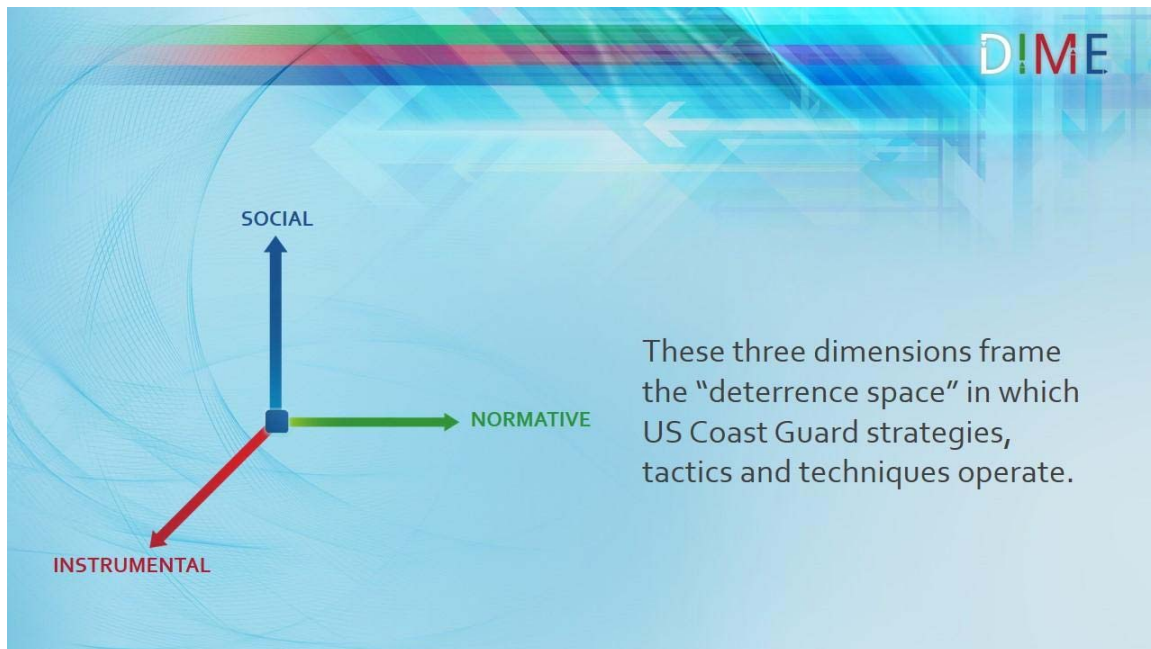 DIME
SOCIAL
NORMATIVE
INSTRUMENTAL
These three dimensions frame
the “deterrence space” in which
US Coast Guard strategies,
tactics and techniques operate.